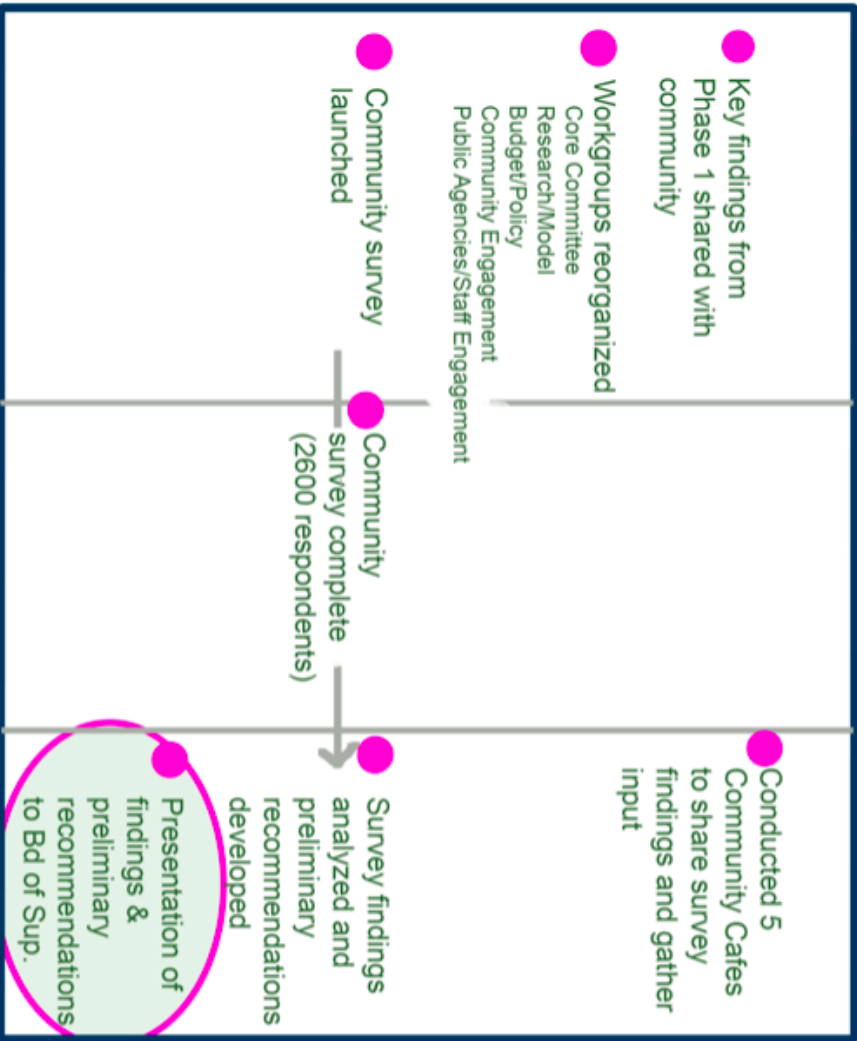 Key findings from
Phase 1 shared with
community
Workgroups reorganized
Core Committee
Research/Model
Budget/Policy
Community Engagement
Public Agencies/Staff Engagement
Community survey
launched
Community
survey complete
(2600 respondents)
Conducted 5
Community Cafes
to share survey
findings and gather
input
Survey findings
analyzed and
preliminary
recommendations
developed
Presentation of
findings &
preliminary
recommendations
to Bd of Sup.